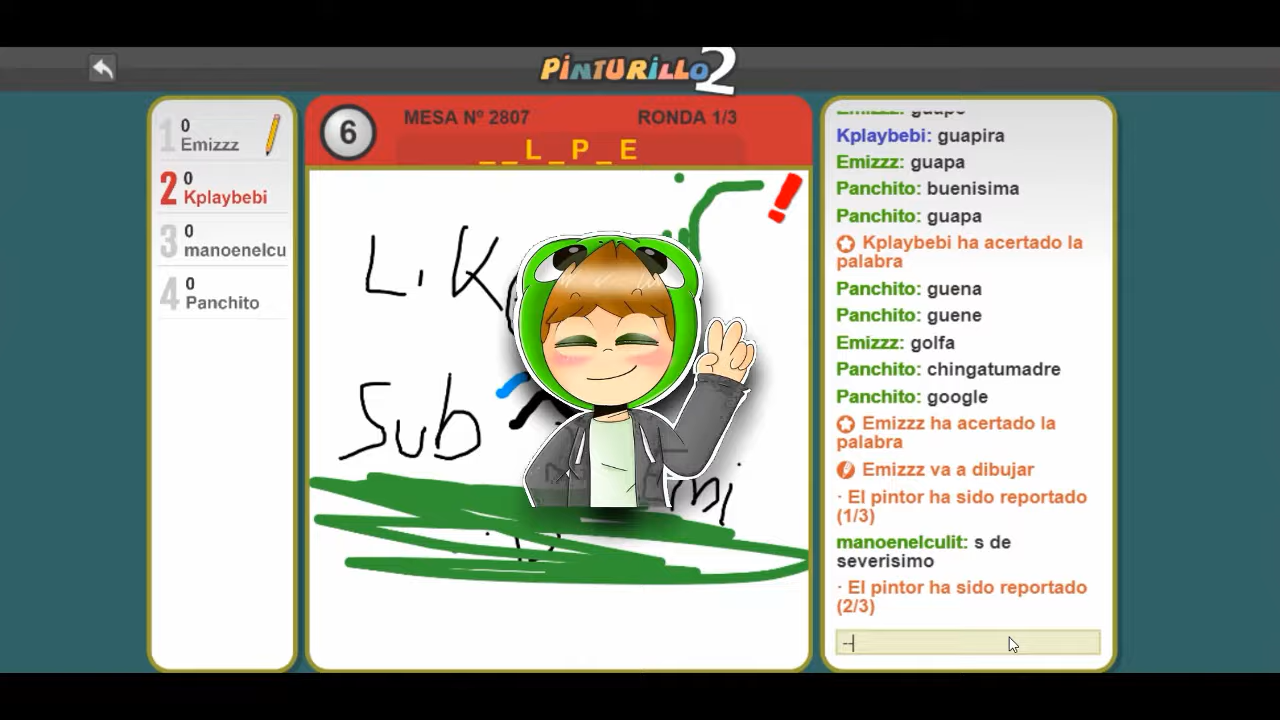 PINTURILLO 2
1 0
Emizzz
2 0
Kplaybebi
3 0
manoenelcu
4 0
Panchito
6
MESA Nº 2807
RONDA 1/3
_ _ L _ P _ E
Lik
Sub
mi
Kplaybebi: guapira
Emizzz: guapa
Panchito: buenisima
Panchito: guapa
Kplaybebi ha acertado la
palabra
Panchito: guena
Panchito: guene
Emizzz: golfa
Panchito: chingatumadre
Panchito: google
Emizzz ha acertado la
palabra
Emizzz va a dibujar
· El pintor ha sido reportado
(1/3)
manoenelculit: s de
severisimo
· El pintor ha sido reportado
(2/3)
--